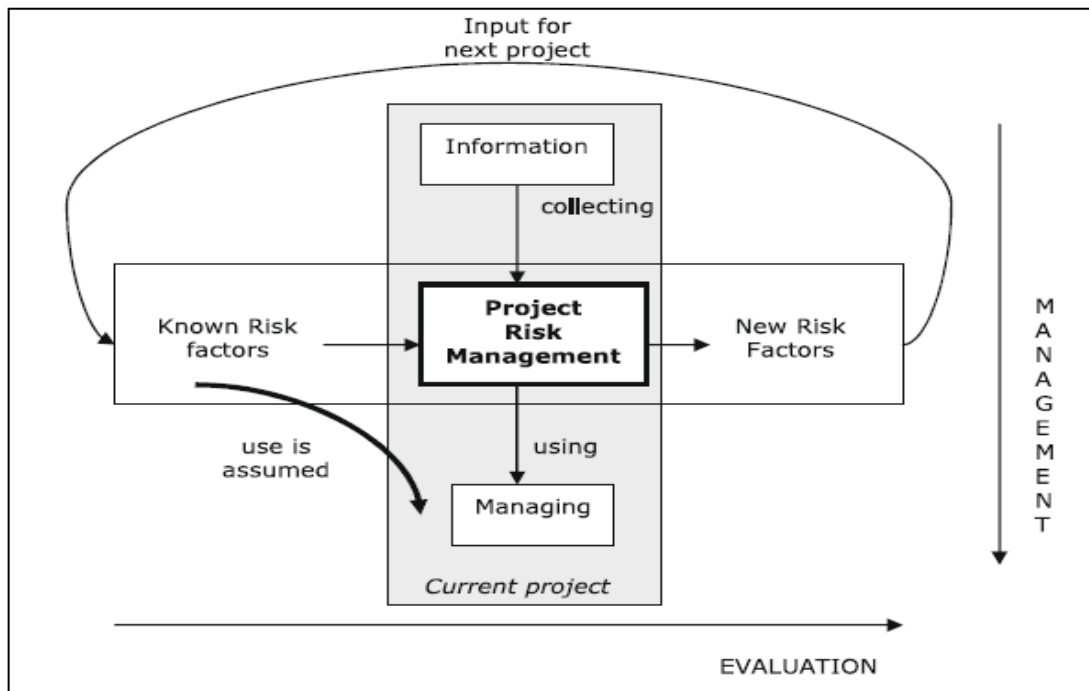 Input for
next project
Information
collecting
Known Risk
factors
Project
Risk
Management
New Risk
Factors
use is
assumed
using
Managing
Current project
EVALUATION
M
A
N
A
G
E
M
E
N
T